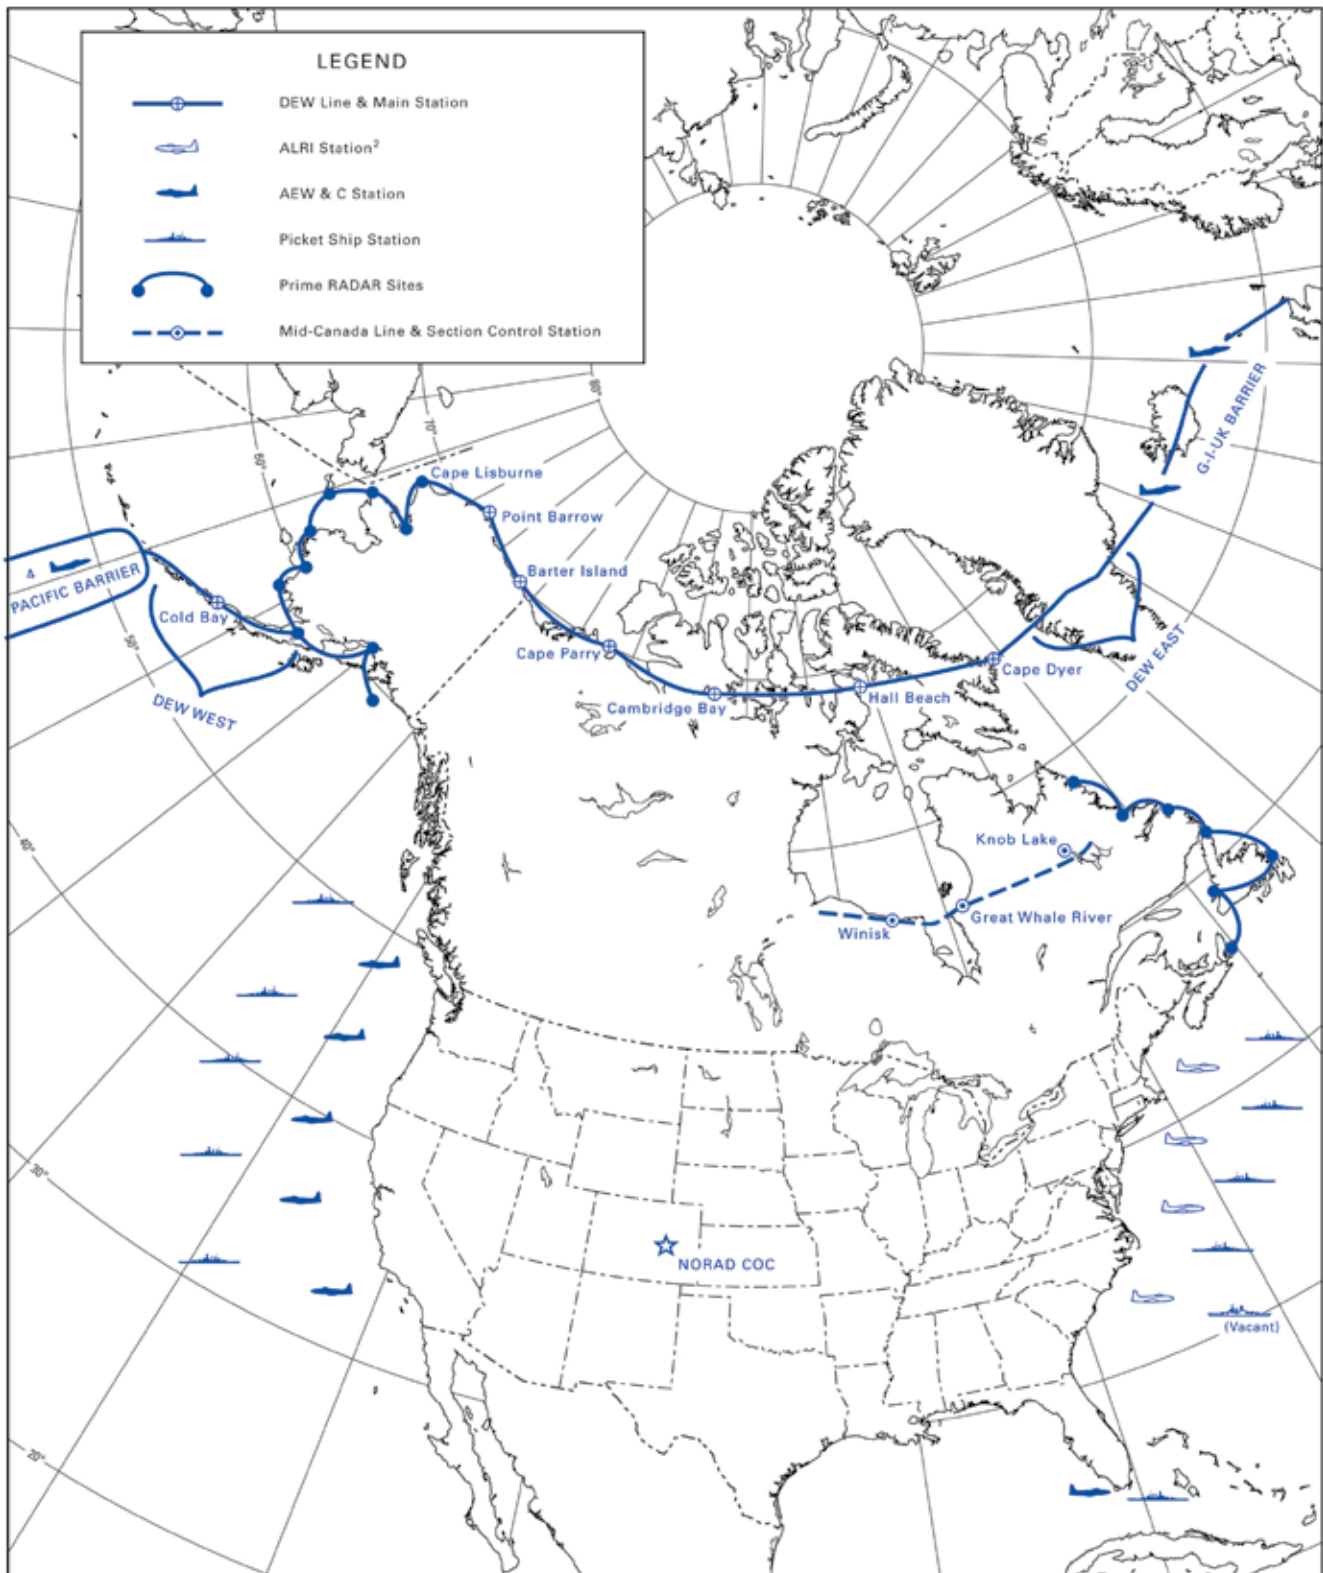 LEGEND
DEW Line & Main Station
ALRI Station²
AEW & C Station
Picket Ship Station
Prime RADAR Sites
Mid-Canada Line & Section Control Station
80°
70°
60°
G-I-UK BARRIER
Cape Lisburne
Point Barrow
4
PACIFIC BARRIER
Barter Island
Cold Bay
50°
DEW WEST
Cape Parry
Cambridge Bay
Hall Beach
Cape Dyer
DEW EAST
40°
Knob Lake
Great Whale River
Winisk
30°
NORAD COC
(Vacant)
20°